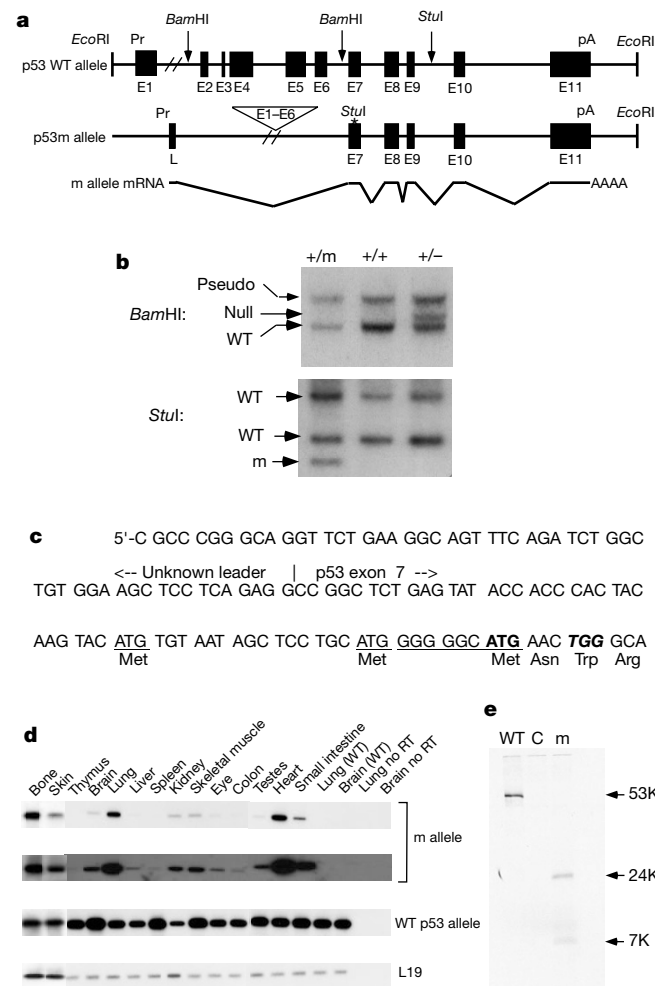 a
Pr BamHI BamHI StuI pA
EcoRI EcoRI
p53 WT allele
E1 E2 E3 E4 E5 E6 E7 E8 E9 E10 E11
Pr E1–E6 StuI pA EcoRI
*
p53m allele
L E7 E8 E9 E10 E11
m allele mRNA AAAA
b
+/m +/+ +/–
Pseudo
BamHI: Null
WT
WT
StuI:
WT
m
c
5'-C GCC CGG GCA GGT TCT GAA GGC AGT TTC AGA TCT GGC
<-- Unknown leader | p53 exon 7 -->
TGT GGA AGC TCC TCA GAG GCC GGC TCT GAG TAT ACC ACC CAC TAC
AAG TAC ATG TGT AAT AGC TCC TGC ATG GGG GGC ATG AAC TGG GCA
Met Met Met Asn Trp Arg
d
Bone Skin Thymus Brain Lung Liver Spleen Kidney Skeletal muscle Eye Colon Testes Heart Small intestine Lung (WT) Brain (WT) Lung no RT Brain no RT
m allele
WT p53 allele
L19
e
WT C m
53K
24K
7K